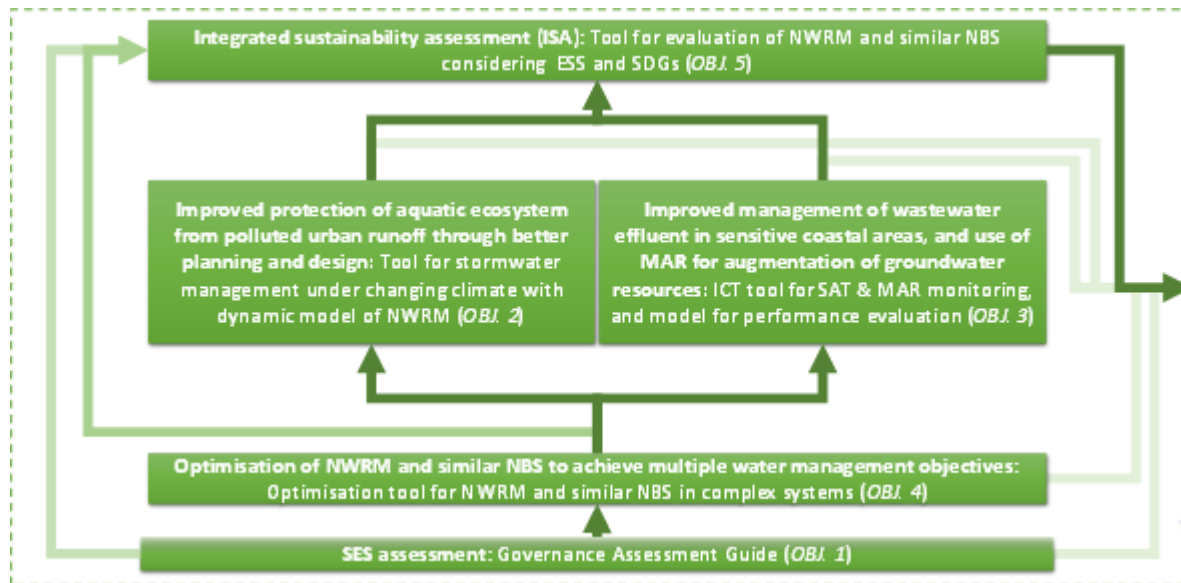 Integrated sustainability assessment (ISA): Tool for evaluation of NWRM and similar NBS
considering ESS and SDGs (OBJ. 5)
Improved protection of aquatic ecosystem
from polluted urban runoff through better
planning and design: Tool for stormwater
management under changing climate with
dynamic model of NWRM (OBJ. 2)
Improved management of wastewater
effluent in sensitive coastal areas, and use of
MAR for augmentation of groundwater
resources: ICT tool for SAT & MAR monitoring,
and model for performance evaluation (OBJ. 3)
Optimisation of NWRM and similar NBS to achieve multiple water management objectives:
Optimisation tool for NWRM and similar NBS in complex systems (OBJ. 4)
SES assessment: Governance Assessment Guide (OBJ. 1)